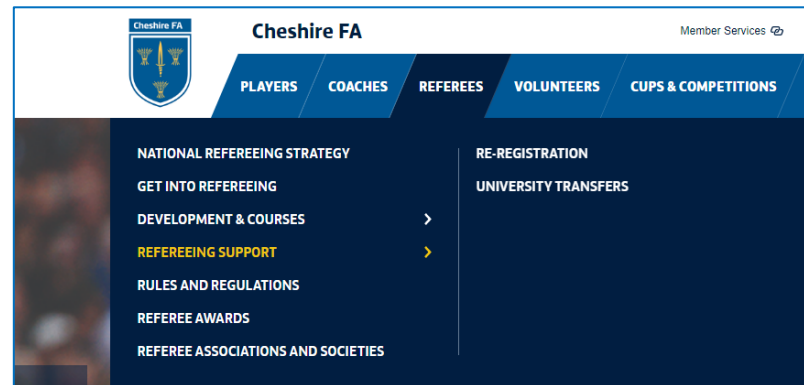 Cheshire FA
Cheshire FA
Member Services
PLAYERS
COACHES
REFEREES
VOLUNTEERS
CUPS & COMPETITIONS
NATIONAL REFEREEING STRATEGY
GET INTO REFEREEING
DEVELOPMENT & COURSES
REFEREEING SUPPORT
RULES AND REGULATIONS
REFEREE AWARDS
REFEREE ASSOCIATIONS AND SOCIETIES
RE-REGISTRATION
UNIVERSITY TRANSFERS